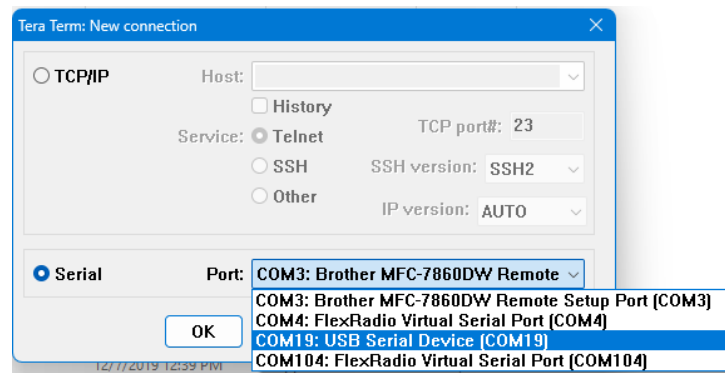 Tera Term: New connection
TCP/IP
Host:
History
Service:
Telnet
TCP port#: 23
SSH
SSH version: SSH2
Other
IP version: AUTO
Serial
Port: COM3: Brother MFC-7860DW Remote
COM3: Brother MFC-7860DW Remote Setup Port (COM3)
COM4: FlexRadio Virtual Serial Port (COM4)
OK
COM19: USB Serial Device (COM19)
COM104: FlexRadio Virtual Serial Port (COM104)
12/7/2019 12:39 PM